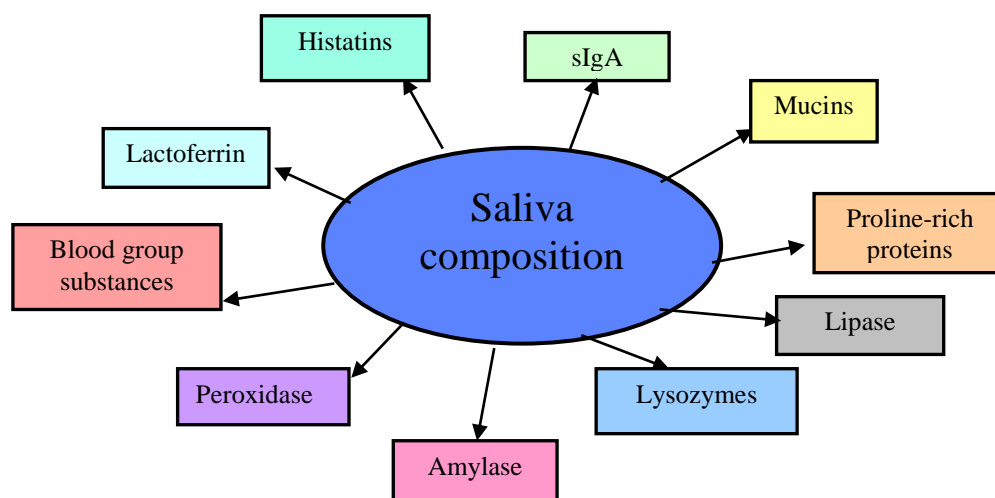 Histatins
sIgA
Mucins
Lactoferrin
Saliva
composition
Proline-rich
proteins
Blood group
substances
Lipase
Peroxidase
Lysozymes
Amylase